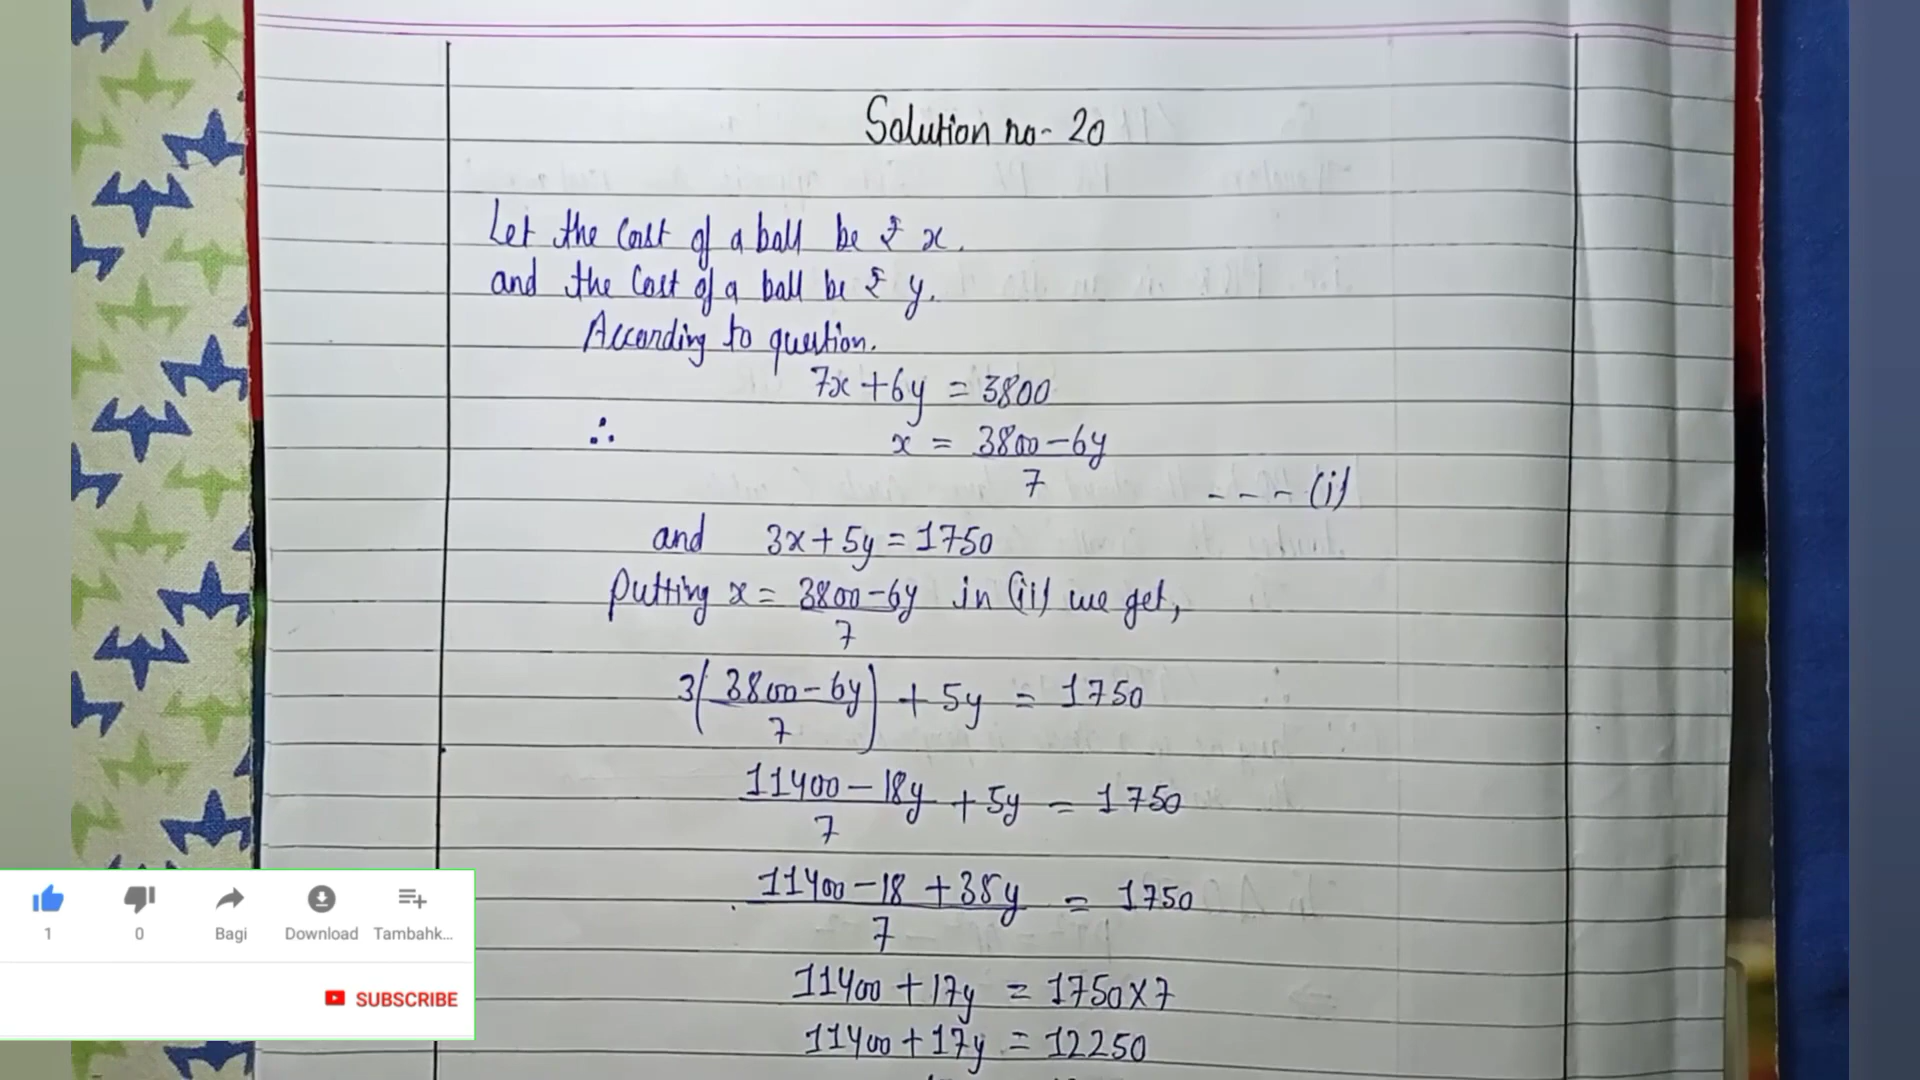 Solution no- 20
Let the cost of a ball be ₹ x.
and the cost of a ball be ₹ y.
According to question.
7x + 6y = 3800
∴ x = 3800 - 6y
7 - - - (i)
and 3x + 5y = 1750
Putting x = 3800 - 6y in (ii) we get,
7
3( 3800 - 6y ) + 5y = 1750
7
11400 - 18y + 5y = 1750
7
11400 - 18 + 35y = 1750
7
11400 + 17y = 1750 x 7
11400 + 17y = 12250
1
0
Bagi
Download
Tambahk...
SUBSCRIBE